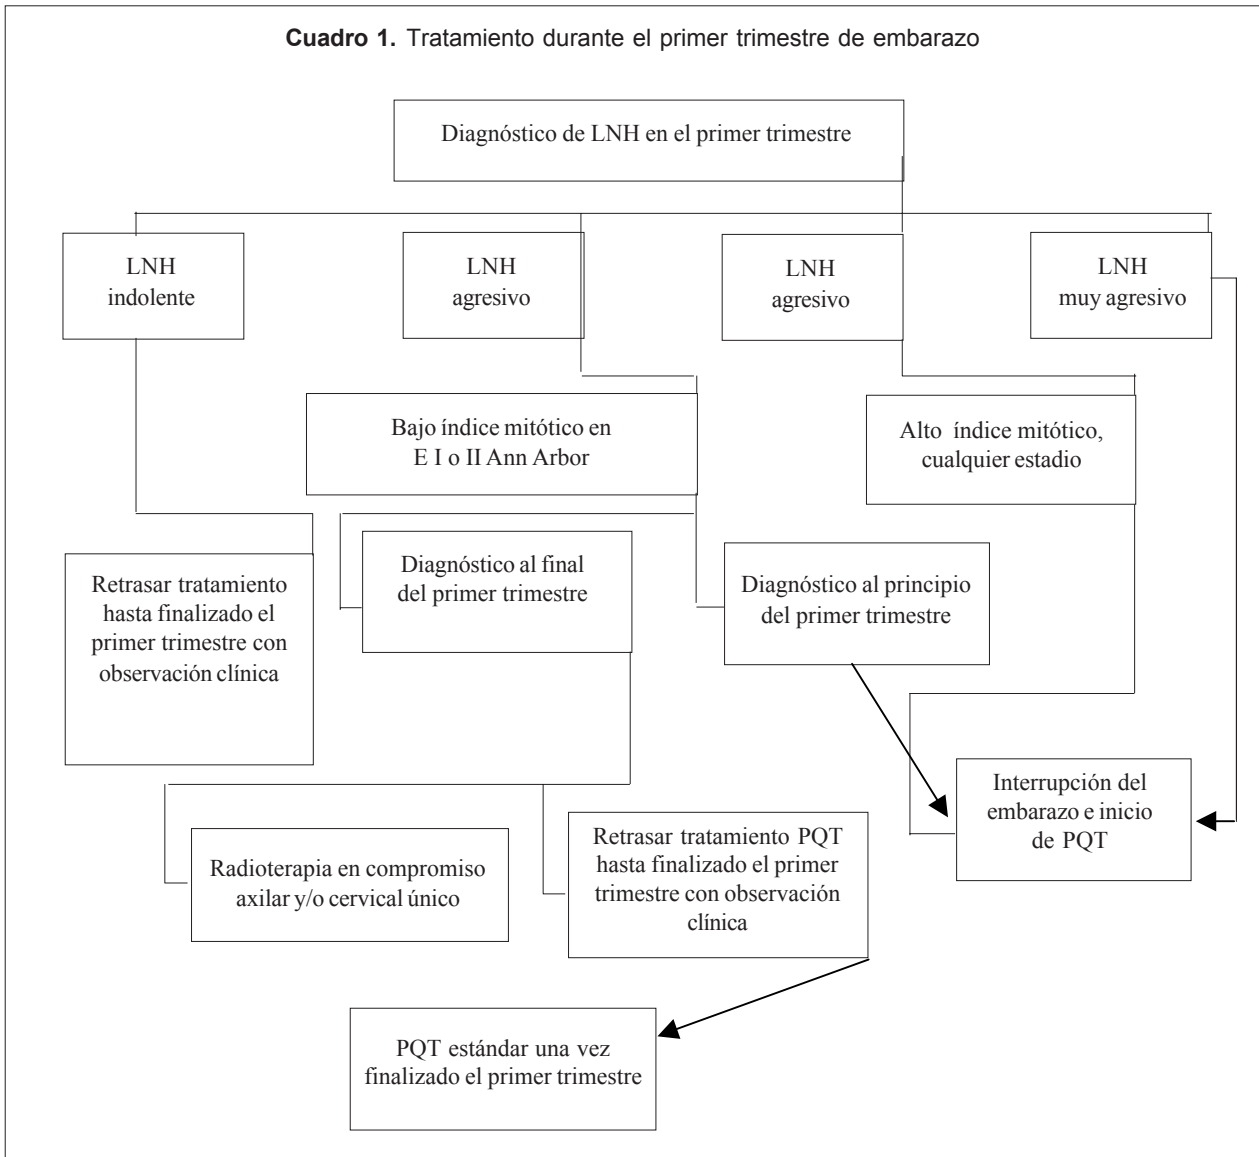 Cuadro 1. Tratamiento durante el primer trimestre de embarazo
Diagnóstico de LNH en el primer trimestre
LNH
indolente
LNH
agresivo
LNH
agresivo
LNH
muy agresivo
Bajo índice mitótico en
E I o II Ann Arbor
Alto índice mitótico,
cualquier estadio
Retrasar tratamiento
hasta finalizado el
primer trimestre con
observación clínica
Diagnóstico al final
del primer trimestre
Diagnóstico al principio
del primer trimestre
Interrupción del
embarazo e inicio
de PQT
Radioterapia en compromiso
axilar y/o cervical único
Retrasar tratamiento PQT
hasta finalizado el primer
trimestre con observación
clínica
PQT estándar una vez
finalizado el primer trimestre